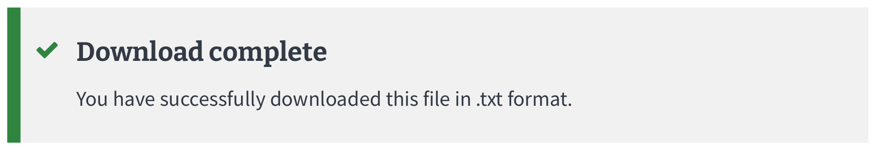 Download complete
You have successfully downloaded this file in .txt format.